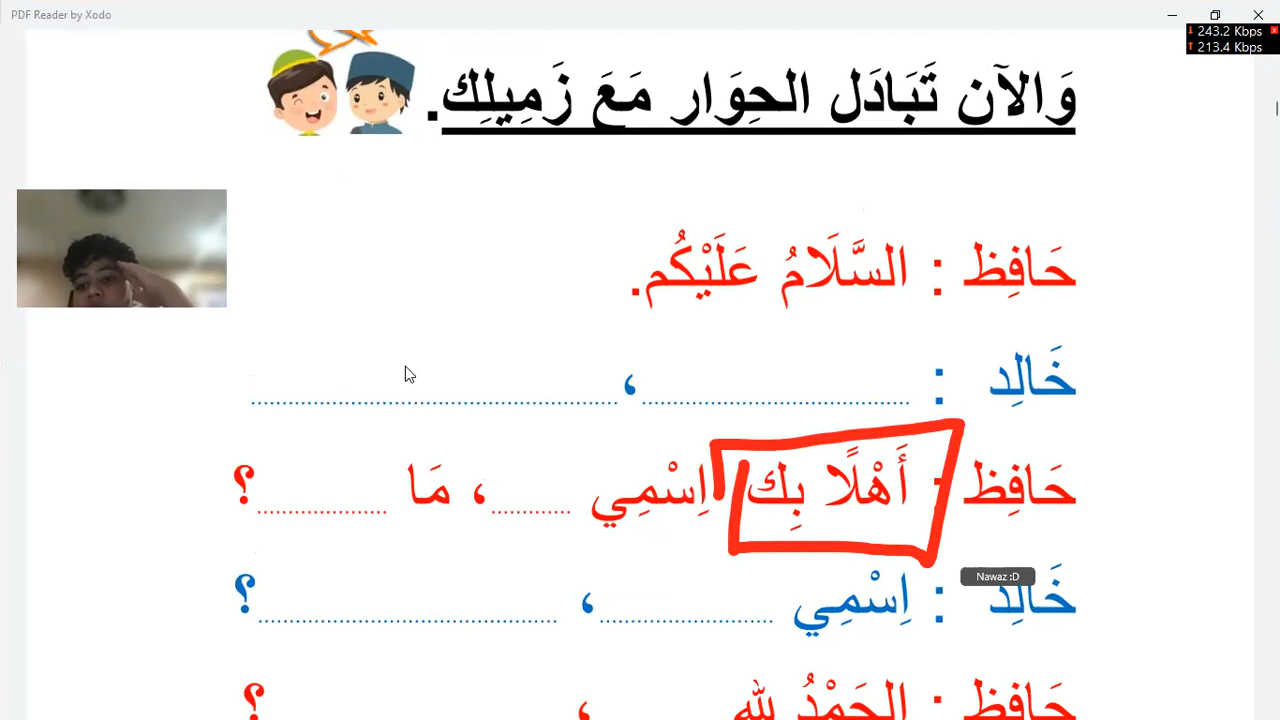 PDF Reader by Xodo
243.2 Kbps
213.4 Kbps
وَالآن تَبَادَل الحِوَار مَعَ زَمِيلِك.
حَافِظ : السَّلَامُ عَلَيْكُم.
خَالِد : ..............................، ..............................
حَافِظ : أَهْلًا بِك اِسْمِي ..........، مَا ..........؟
Nawaz :D
خَالِد : اِسْمِي ....................، ..............................؟
حَافِظ : الحَمْدُ لله ، ؟